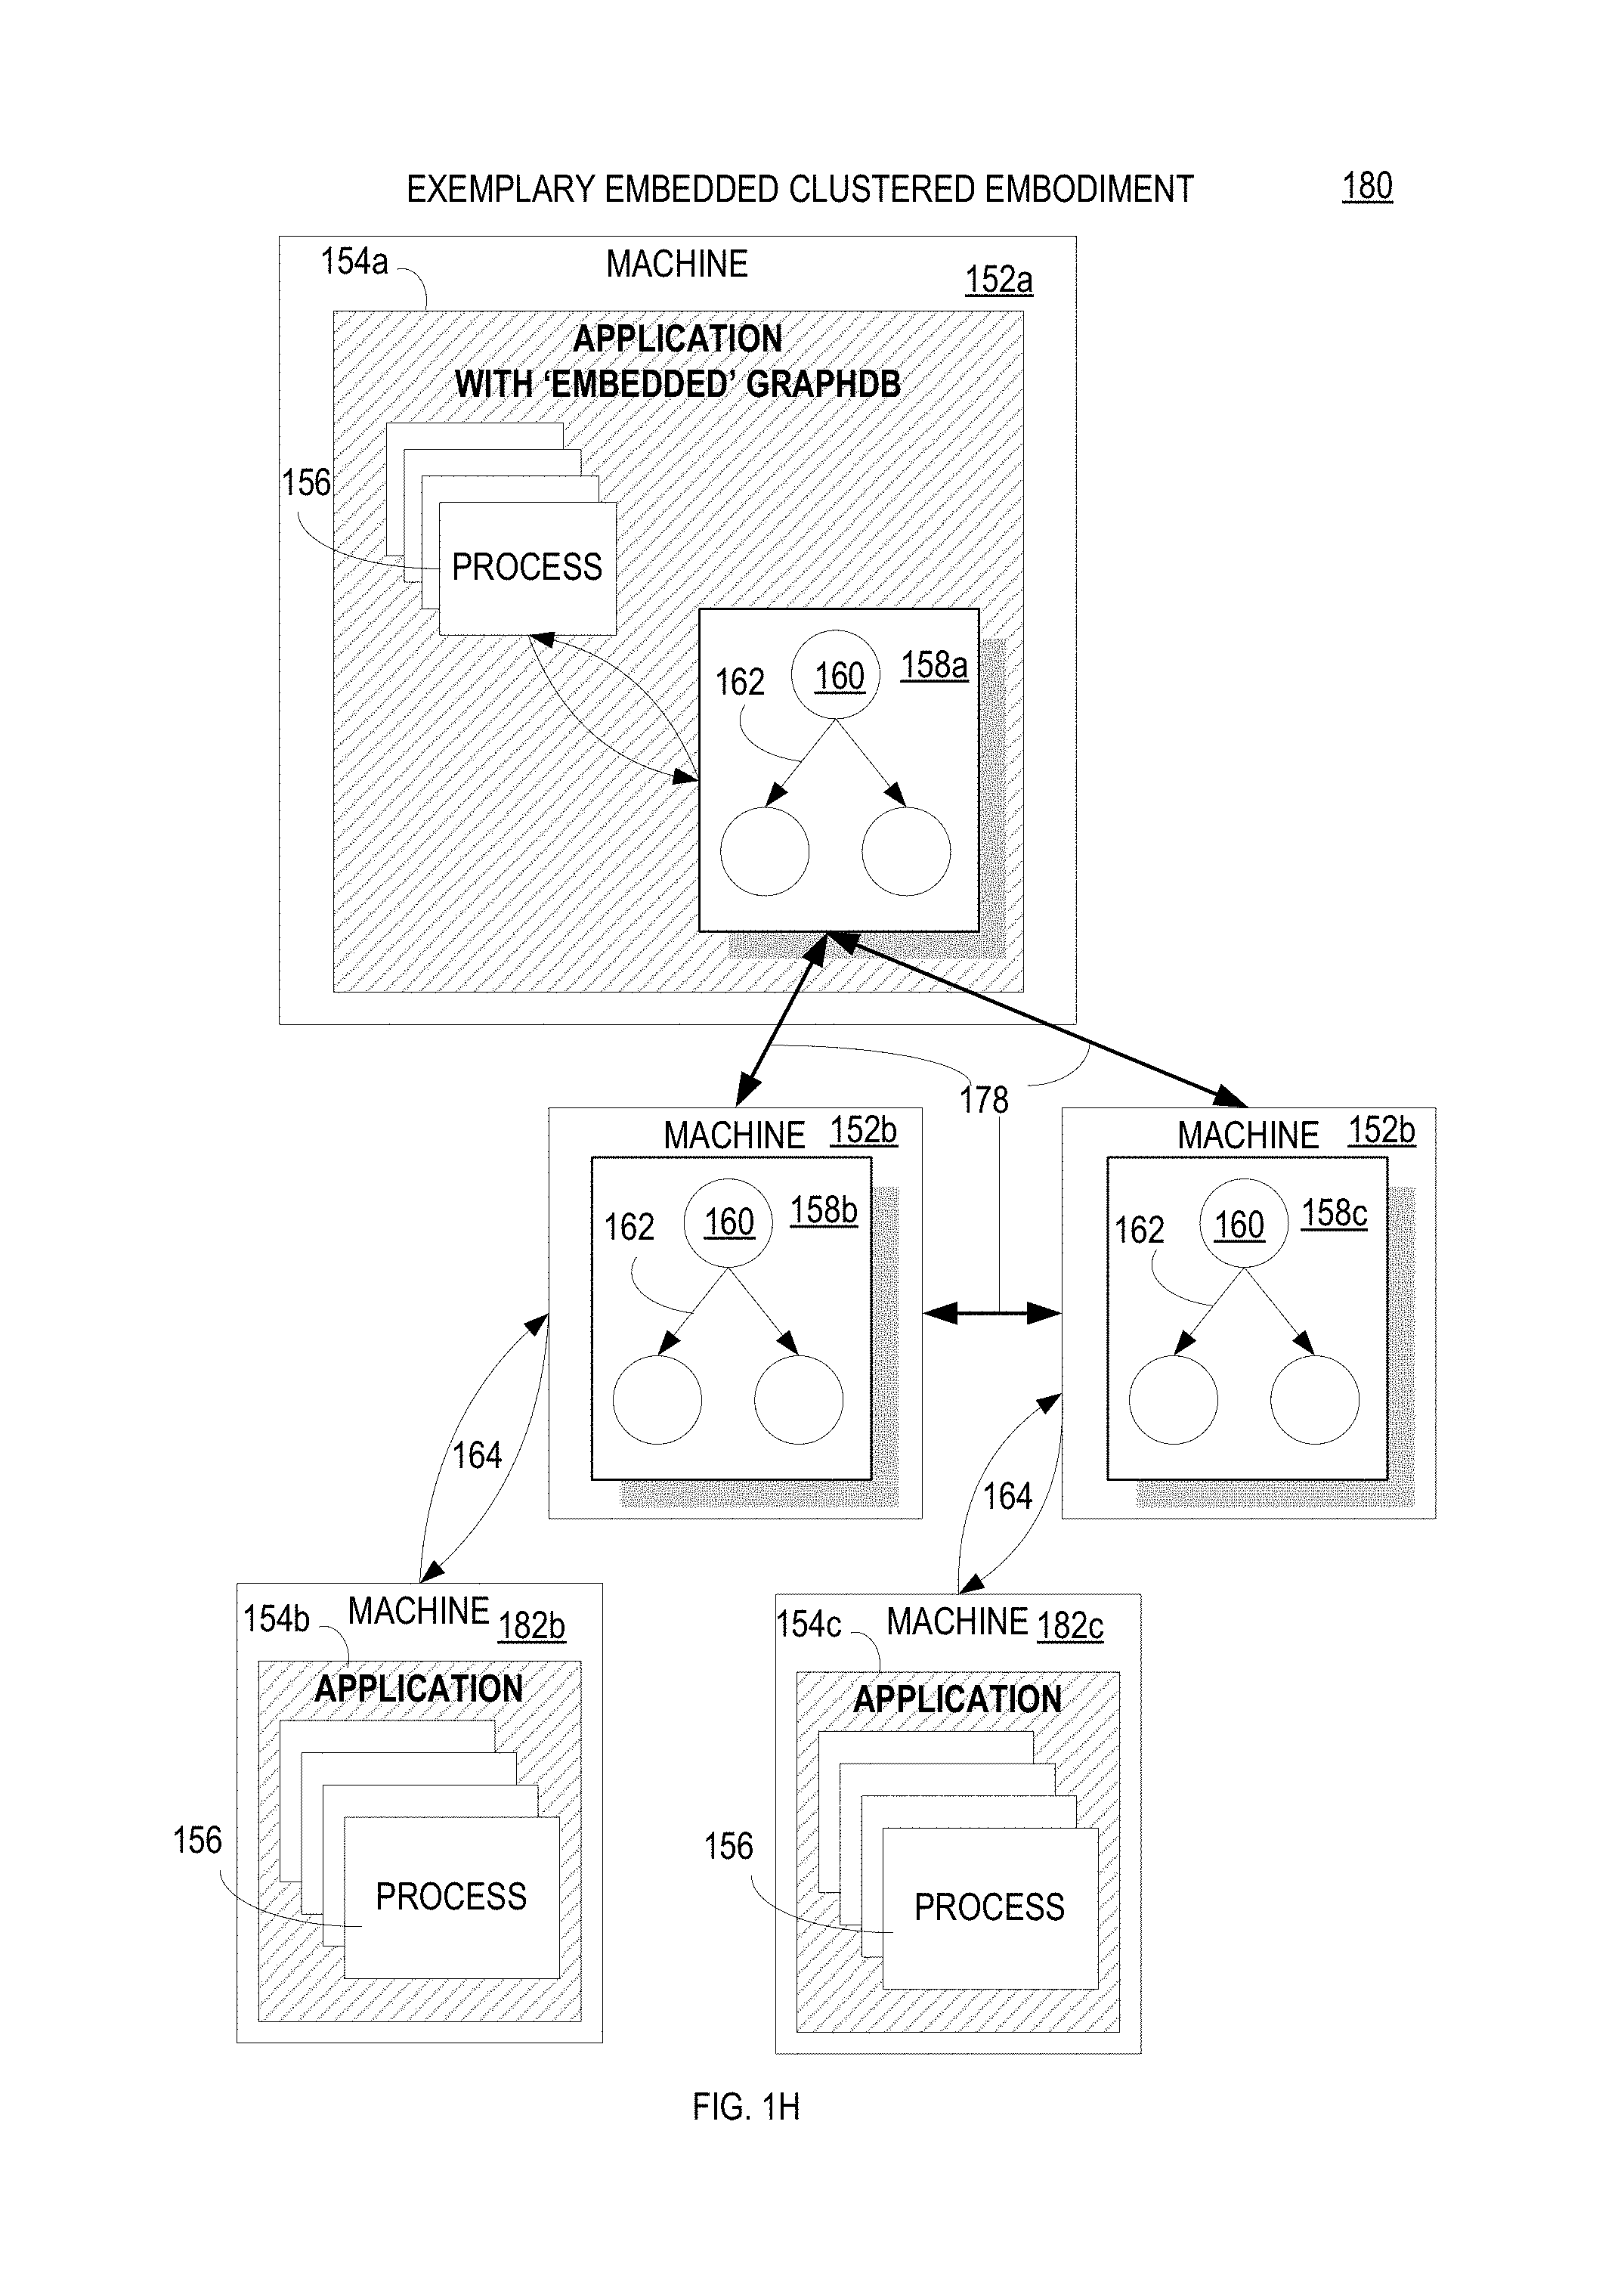 EXEMPLARY EMBEDDED CLUSTERED EMBODIMENT 180
154a MACHINE 152a
APPLICATION
WITH ‘EMBEDDED’ GRAPHDB
156
PROCESS
162 160 158a
178
MACHINE 152b
162 160 158b
MACHINE 152b
162 160 158c
164
164
154b MACHINE 182b
APPLICATION
156
PROCESS
154c MACHINE 182c
APPLICATION
156
PROCESS
FIG. 1H